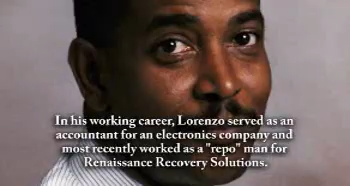 In his working career, Lorenzo served as an
accountant for an electronics company and
most recently worked as a "repo" man for
Renaissance Recovery Solutions.